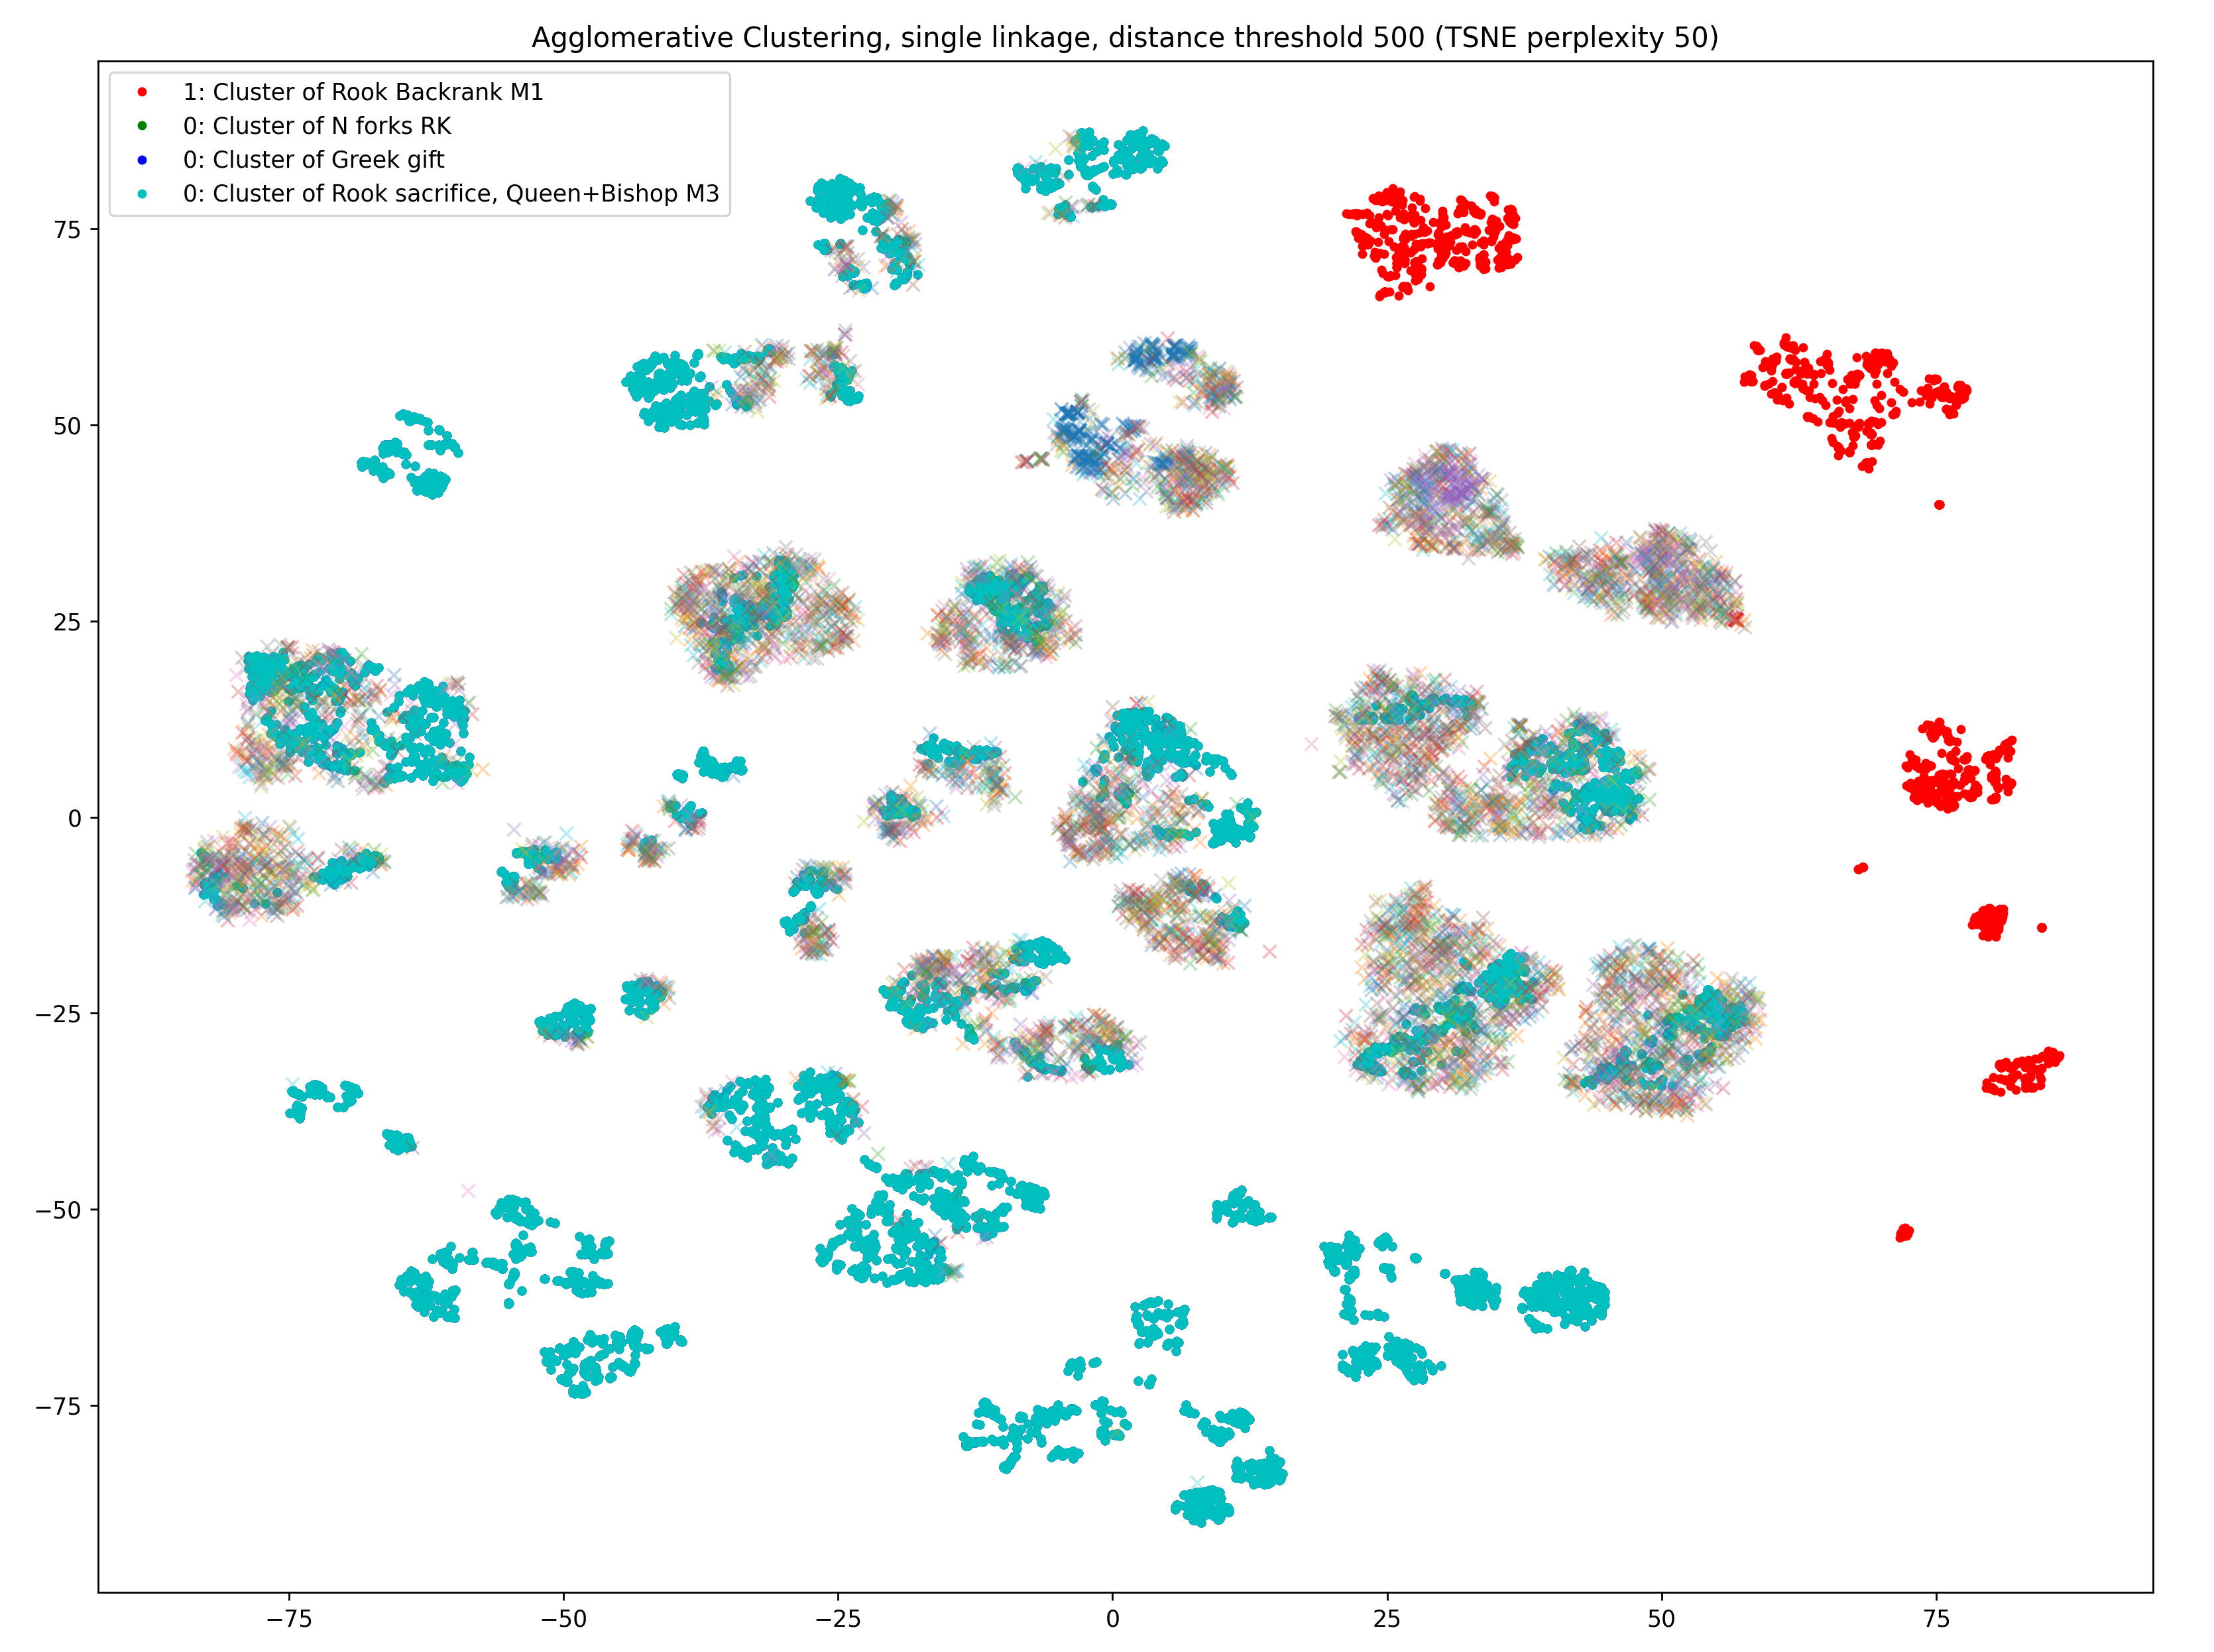 Agglomerative Clustering, single linkage, distance threshold 500 (TSNE perplexity 50)
1: Cluster of Rook Backrank M1
0: Cluster of N forks RK
0: Cluster of Greek gift
0: Cluster of Rook sacrifice, Queen+Bishop M3
75
50
25
0
−25
−50
−75
−75
−50
−25
0
25
50
75